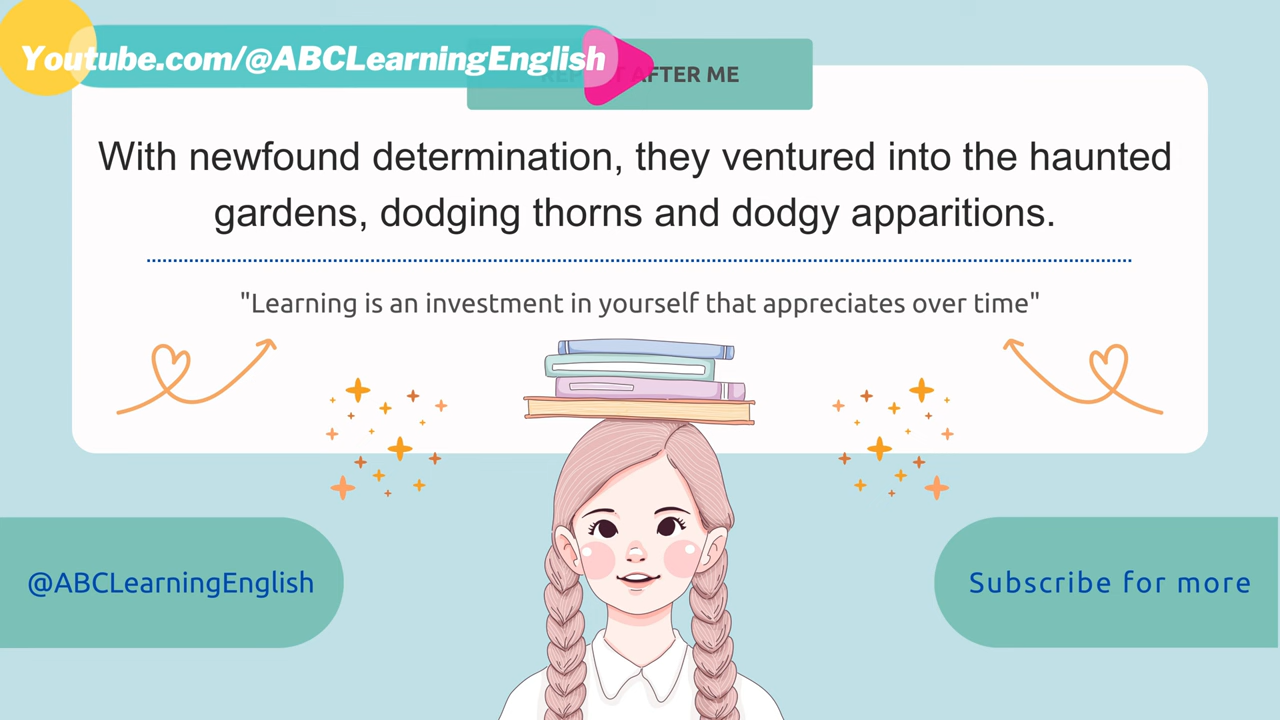 Youtube.com/@ABCLearningEnglish
AFTER ME
With newfound determination, they ventured into the haunted
gardens, dodging thorns and dodgy apparitions.
"Learning is an investment in yourself that appreciates over time"
@ABCLearningEnglish
Subscribe for more